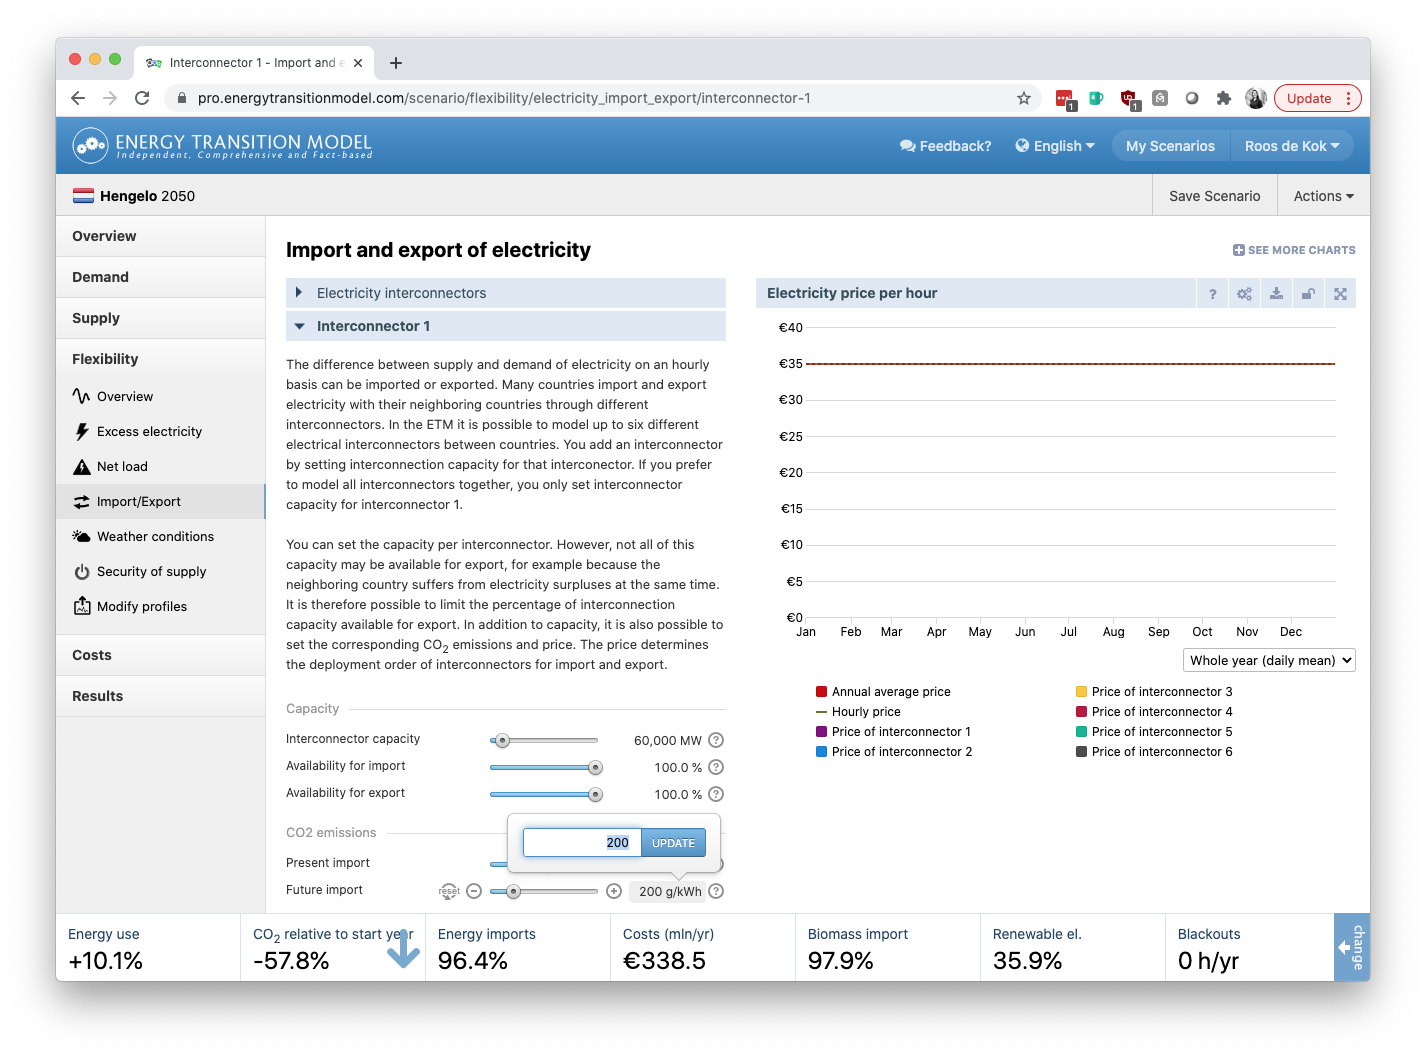 Interconnector 1 - Import and e
pro.energytransitionmodel.com/scenario/flexibility/electricity_import_export/interconnector-1
1
1
Update
ENERGY TRANSITION MODEL
Independent, Comprehensive and Fact-based
Feedback?
English
My Scenarios
Roos de Kok
Hengelo 2050
Save Scenario
Actions
Overview
Demand
Supply
Flexibility
Overview
Excess electricity
Net load
Import/Export
Weather conditions
Security of supply
Modify profiles
Costs
Results
Import and export of electricity
SEE MORE CHARTS
Electricity interconnectors
Interconnector 1
The difference between supply and demand of electricity on an hourly
basis can be imported or exported. Many countries import and export
electricity with their neighboring countries through different
interconnectors. In the ETM it is possible to model up to six different
electrical interconnectors between countries. You add an interconnector
by setting interconnection capacity for that interconector. If you prefer
to model all interconnectors together, you only set interconnector
capacity for interconnector 1.
You can set the capacity per interconnector. However, not all of this
capacity may be available for export, for example because the
neighboring country suffers from electricity surpluses at the same time.
It is therefore possible to limit the percentage of interconnection
capacity available for export. In addition to capacity, it is also possible to
set the corresponding CO2 emissions and price. The price determines
the deployment order of interconnectors for import and export.
Capacity
Interconnector capacity 60,000 MW ?
Availability for import 100.0 % ?
Availability for export 100.0 % ?
CO2 emissions
200 UPDATE
Present import
Future import reset 200 g/kWh ?
Electricity price per hour
?
€40
€35
€30
€25
€20
€15
€10
€5
€0
Jan Feb Mar Apr May Jun Jul Aug Sep Oct Nov Dec
Whole year (daily mean)
Annual average price
Hourly price
Price of interconnector 1
Price of interconnector 2
Price of interconnector 3
Price of interconnector 4
Price of interconnector 5
Price of interconnector 6
Energy use
+10.1%
CO2 relative to start year
-57.8%
Energy imports
96.4%
Costs (mln/yr)
€338.5
Biomass import
97.9%
Renewable el.
35.9%
Blackouts
0 h/yr
change